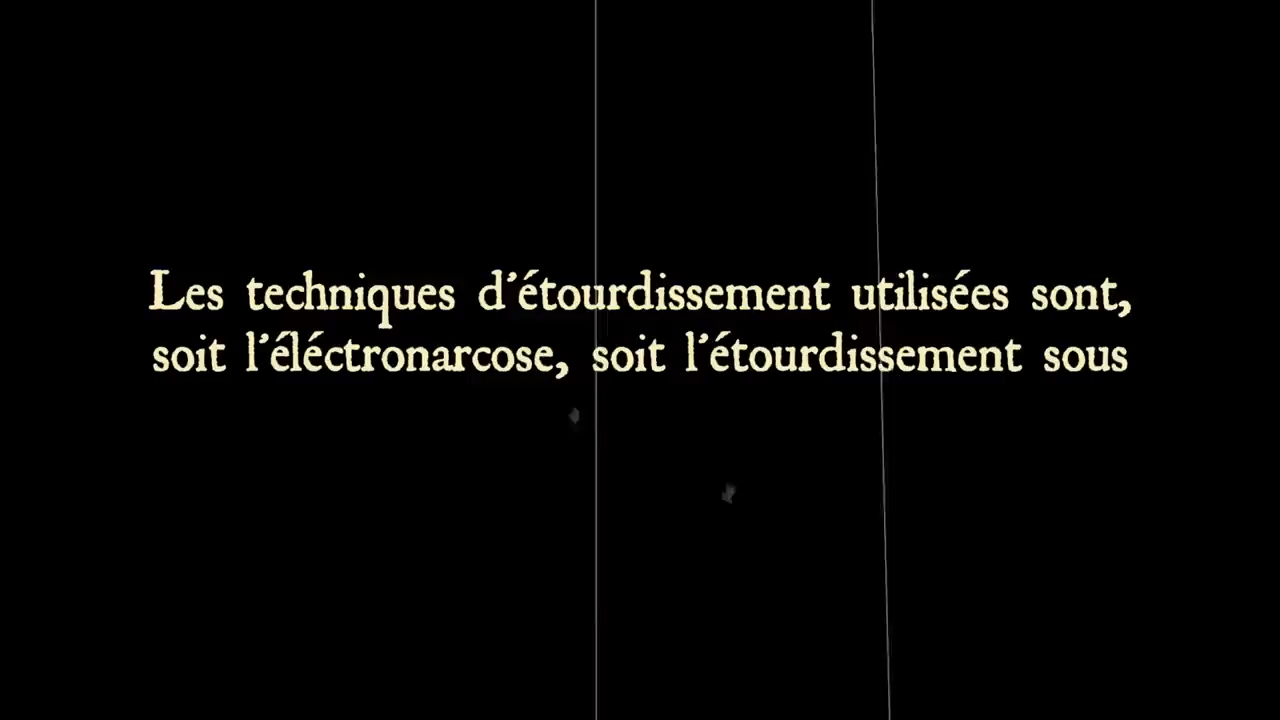 Les techniques d'étourdissement utilisées sont,
soit l'éléctronarcose, soit l'étourdissement sous